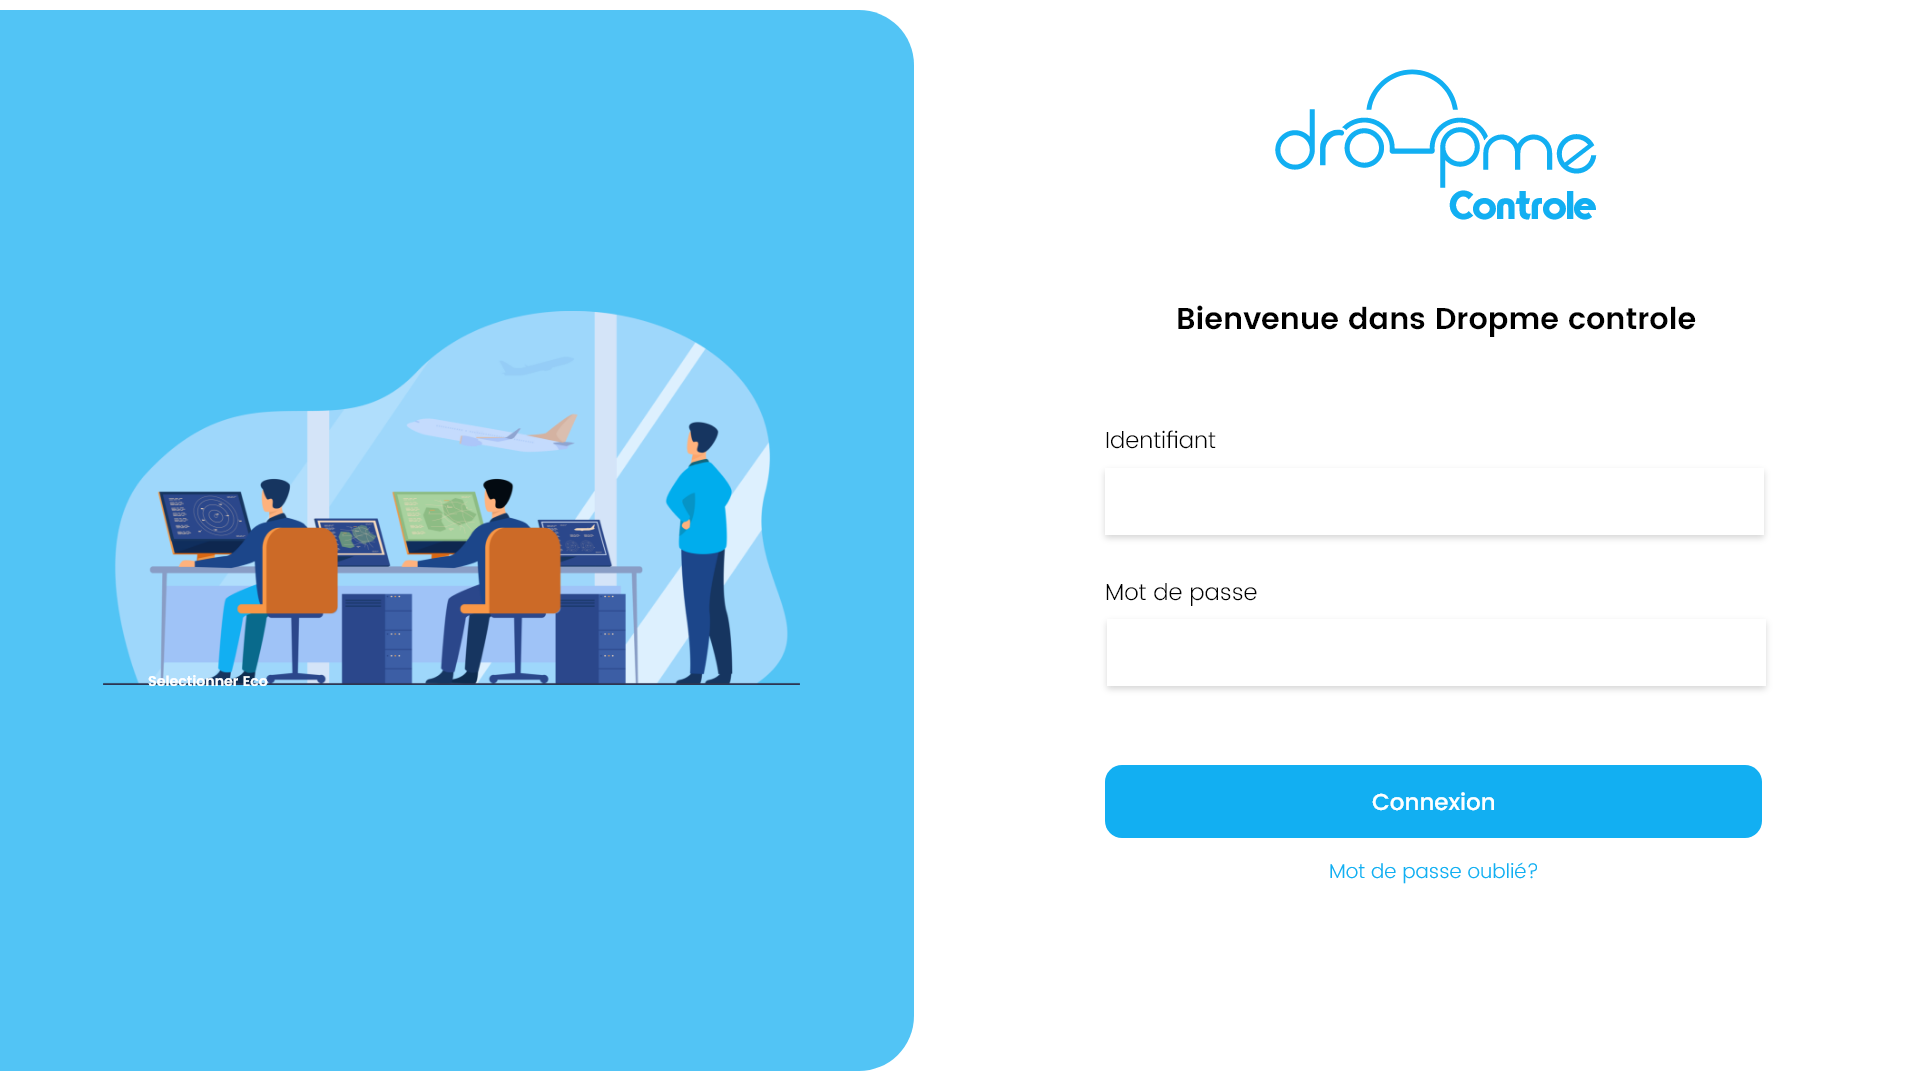 dropme
Controle
Bienvenue dans Dropme controle
Identifiant
Mot de passe
Selectionner Eco
Connexion
Mot de passe oublié?